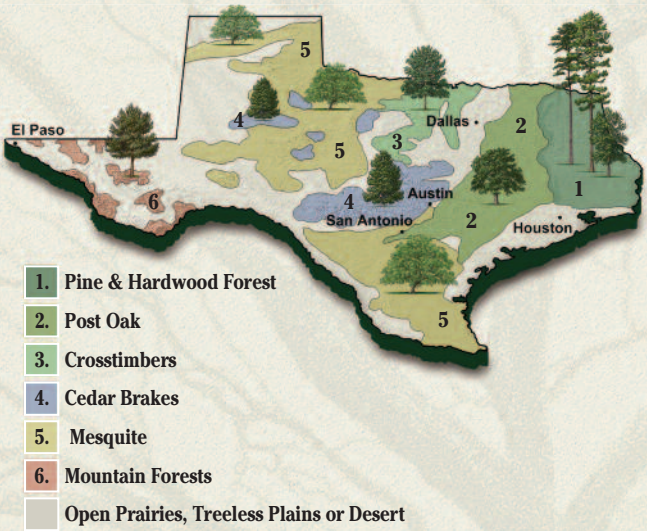 5
4
El Paso
Dallas
2
3
5
6
4
Austin
1
San Antonio
2
Houston
5
1. Pine & Hardwood Forest
2. Post Oak
3. Crosstimbers
4. Cedar Brakes
5. Mesquite
6. Mountain Forests
Open Prairies, Treeless Plains or Desert